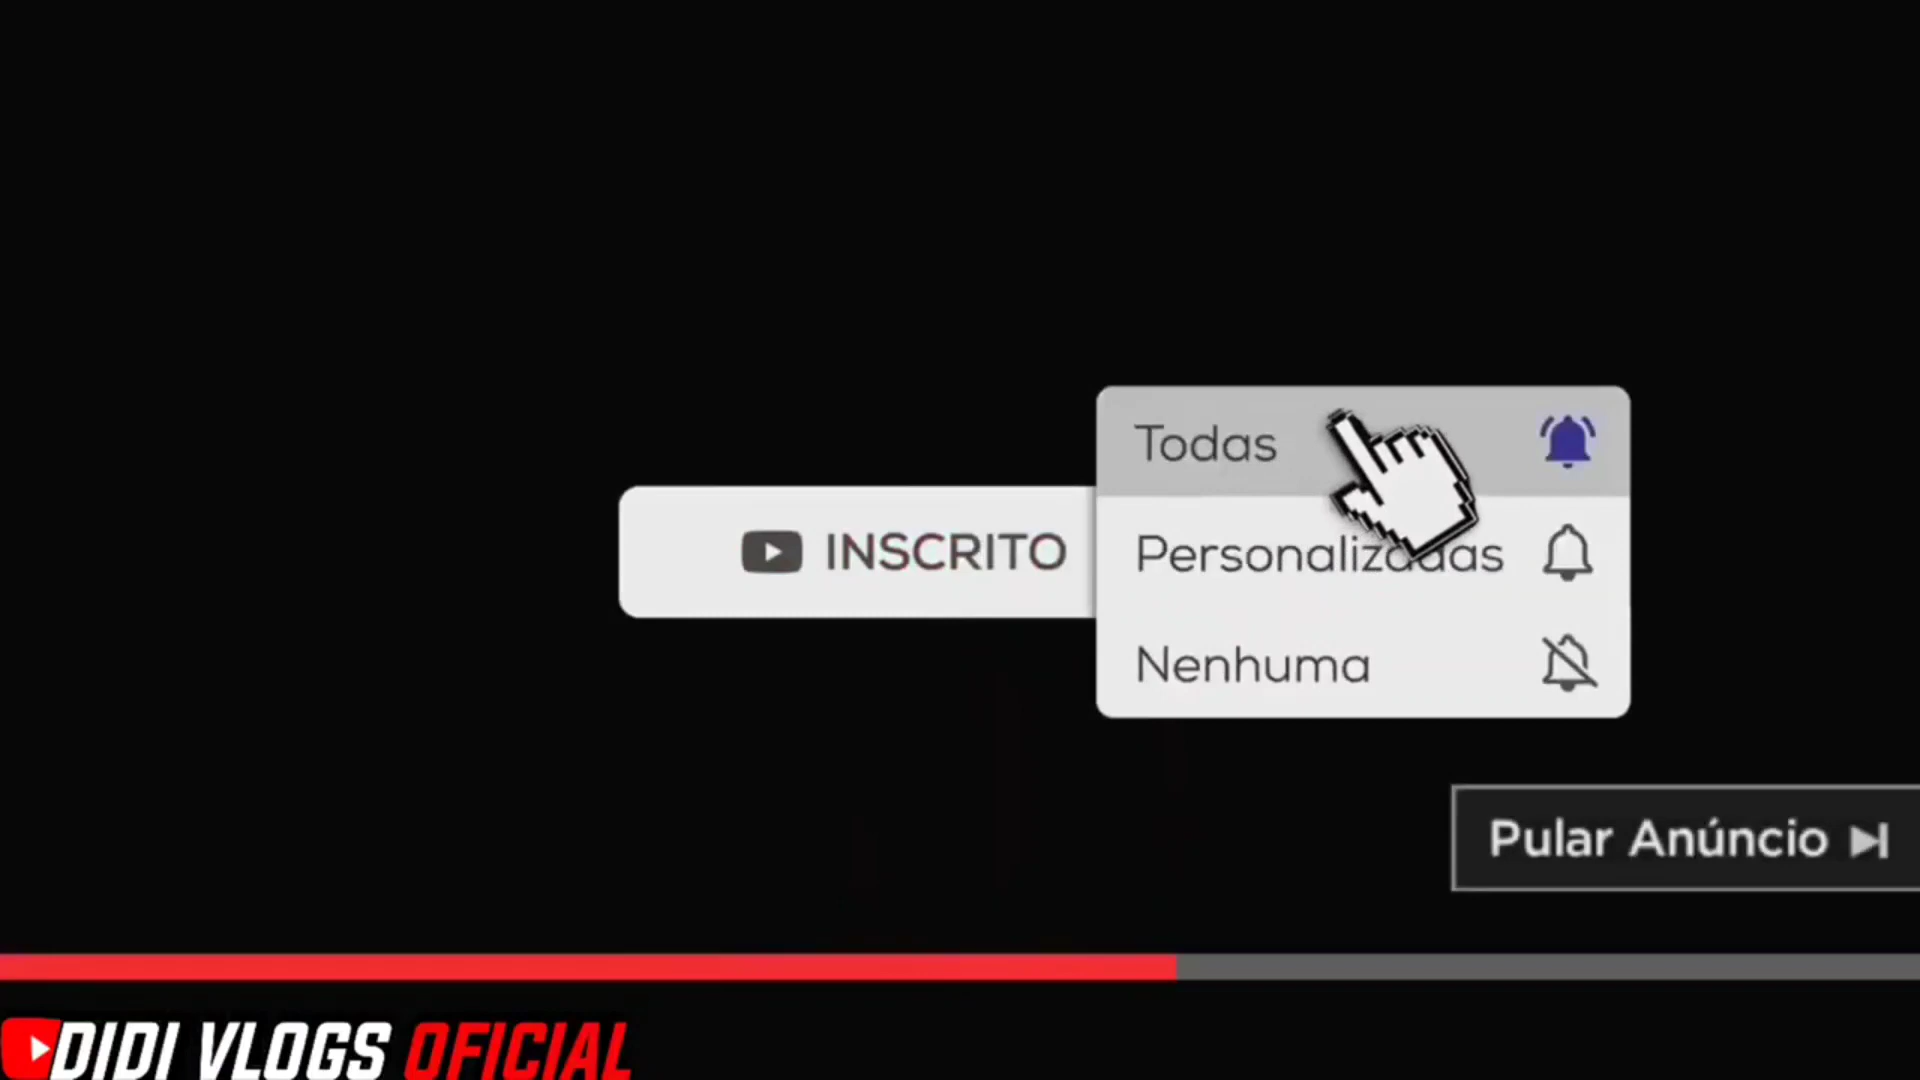 Todas
INSCRITO
Personalizadas
Nenhuma
Pular Anúncio
DIDI VLOGS OFICIAL